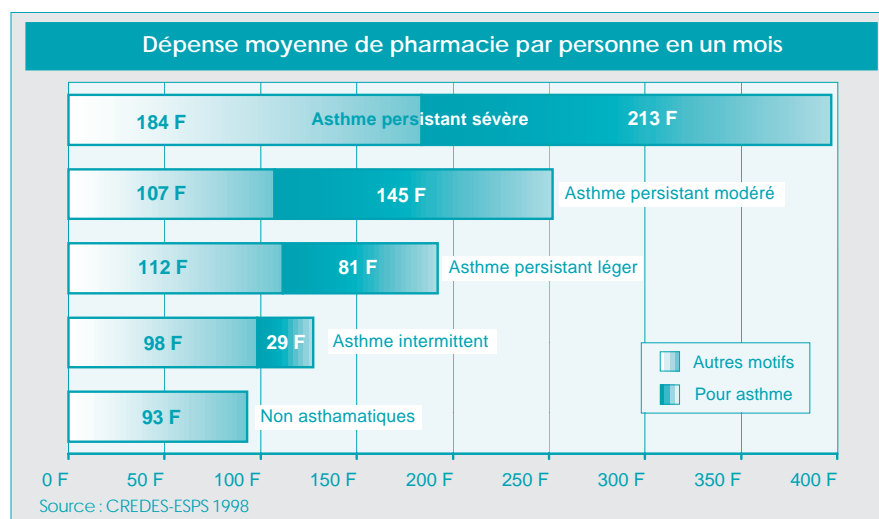 Dépense moyenne de pharmacie par personne en un mois
184 F Asthme persistant sévère 213 F
107 F 145 F Asthme persistant modéré
112 F 81 F Asthme persistant léger
98 F 29 F Asthme intermittent
93 F Non asthamatiques
Autres motifs
Pour asthme
0 F 50 F 100 F 150 F 200 F 250 F 300 F 350 F 400 F
Source : CREDES-ESPS 1998